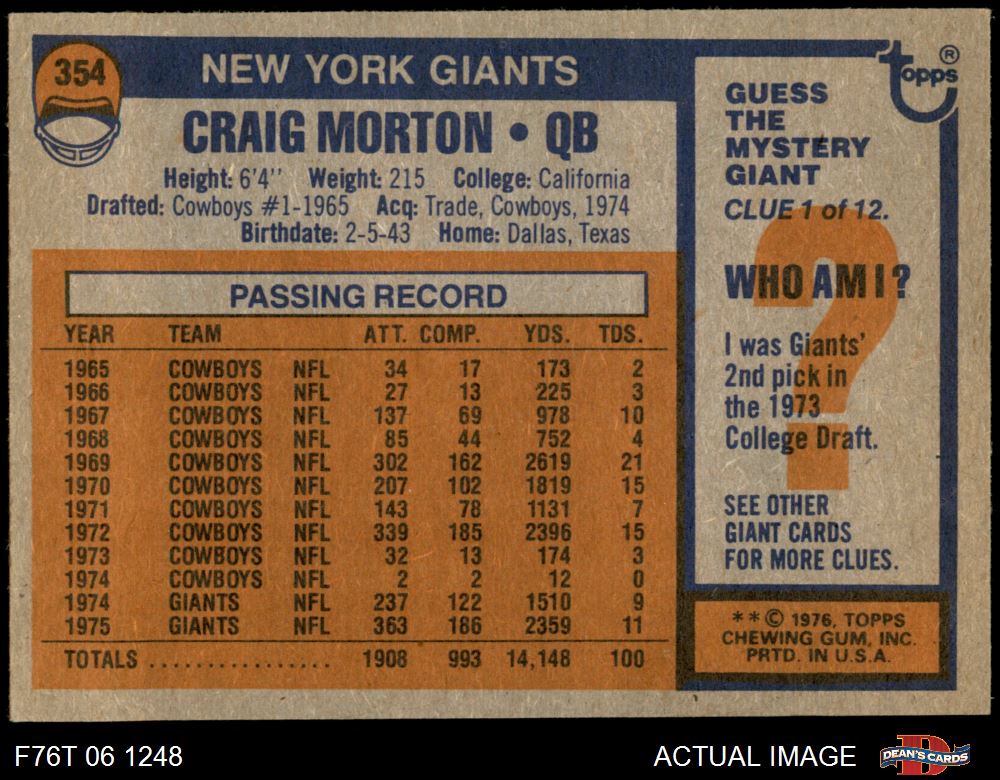 354
NEW YORK GIANTS
CRAIG MORTON • QB
Height: 6'4'' Weight: 215 College: California
Drafted: Cowboys #1-1965 Acq: Trade, Cowboys, 1974
Birthdate: 2-5-43 Home: Dallas, Texas
PASSING RECORD
YEAR TEAM ATT. COMP. YDS. TDS.
1965 COWBOYS NFL 34 17 173 2
1966 COWBOYS NFL 27 13 225 3
1967 COWBOYS NFL 137 69 978 10
1968 COWBOYS NFL 85 44 752 4
1969 COWBOYS NFL 302 162 2619 21
1970 COWBOYS NFL 207 102 1819 15
1971 COWBOYS NFL 143 78 1131 7
1972 COWBOYS NFL 339 185 2396 15
1973 COWBOYS NFL 32 13 174 3
1974 COWBOYS NFL 2 2 12 0
1974 GIANTS NFL 237 122 1510 9
1975 GIANTS NFL 363 186 2359 11
TOTALS ................ 1908 993 14,148 100
topps®
GUESS
THE
MYSTERY
GIANT
CLUE 1 of 12.
?
WHO AM I?
I was Giants'
2nd pick in
the 1973
College Draft.
SEE OTHER
GIANT CARDS
FOR MORE CLUES.
**© 1976, TOPPS
CHEWING GUM, INC.
PRTD. IN U.S.A.
F76T 06 1248
ACTUAL IMAGE
D
DEAN'S CARDS